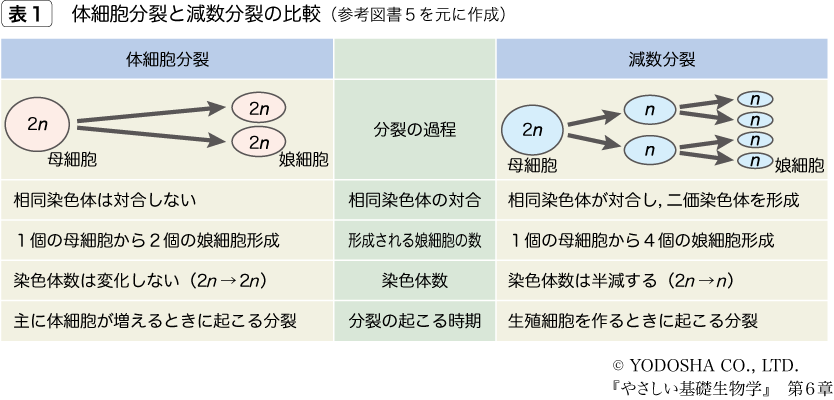 表1 体細胞分裂と減数分裂の比較（参考図書5を元に作成）
体細胞分裂 減数分裂
2n 2n 2n 母細胞 娘細胞
分裂の過程
2n n n n n n n 母細胞 娘細胞
相同染色体は対合しない 相同染色体の対合 相同染色体が対合し，二価染色体を形成
1個の母細胞から2個の娘細胞形成 形成される娘細胞の数 1個の母細胞から4個の娘細胞形成
染色体数は変化しない（2n→2n） 染色体数 染色体数は半減する（2n→n）
主に体細胞が増えるときに起こる分裂 分裂の起こる時期 生殖細胞を作るときに起こる分裂
© YODOSHA CO., LTD.
『やさしい基礎生物学』 第6章